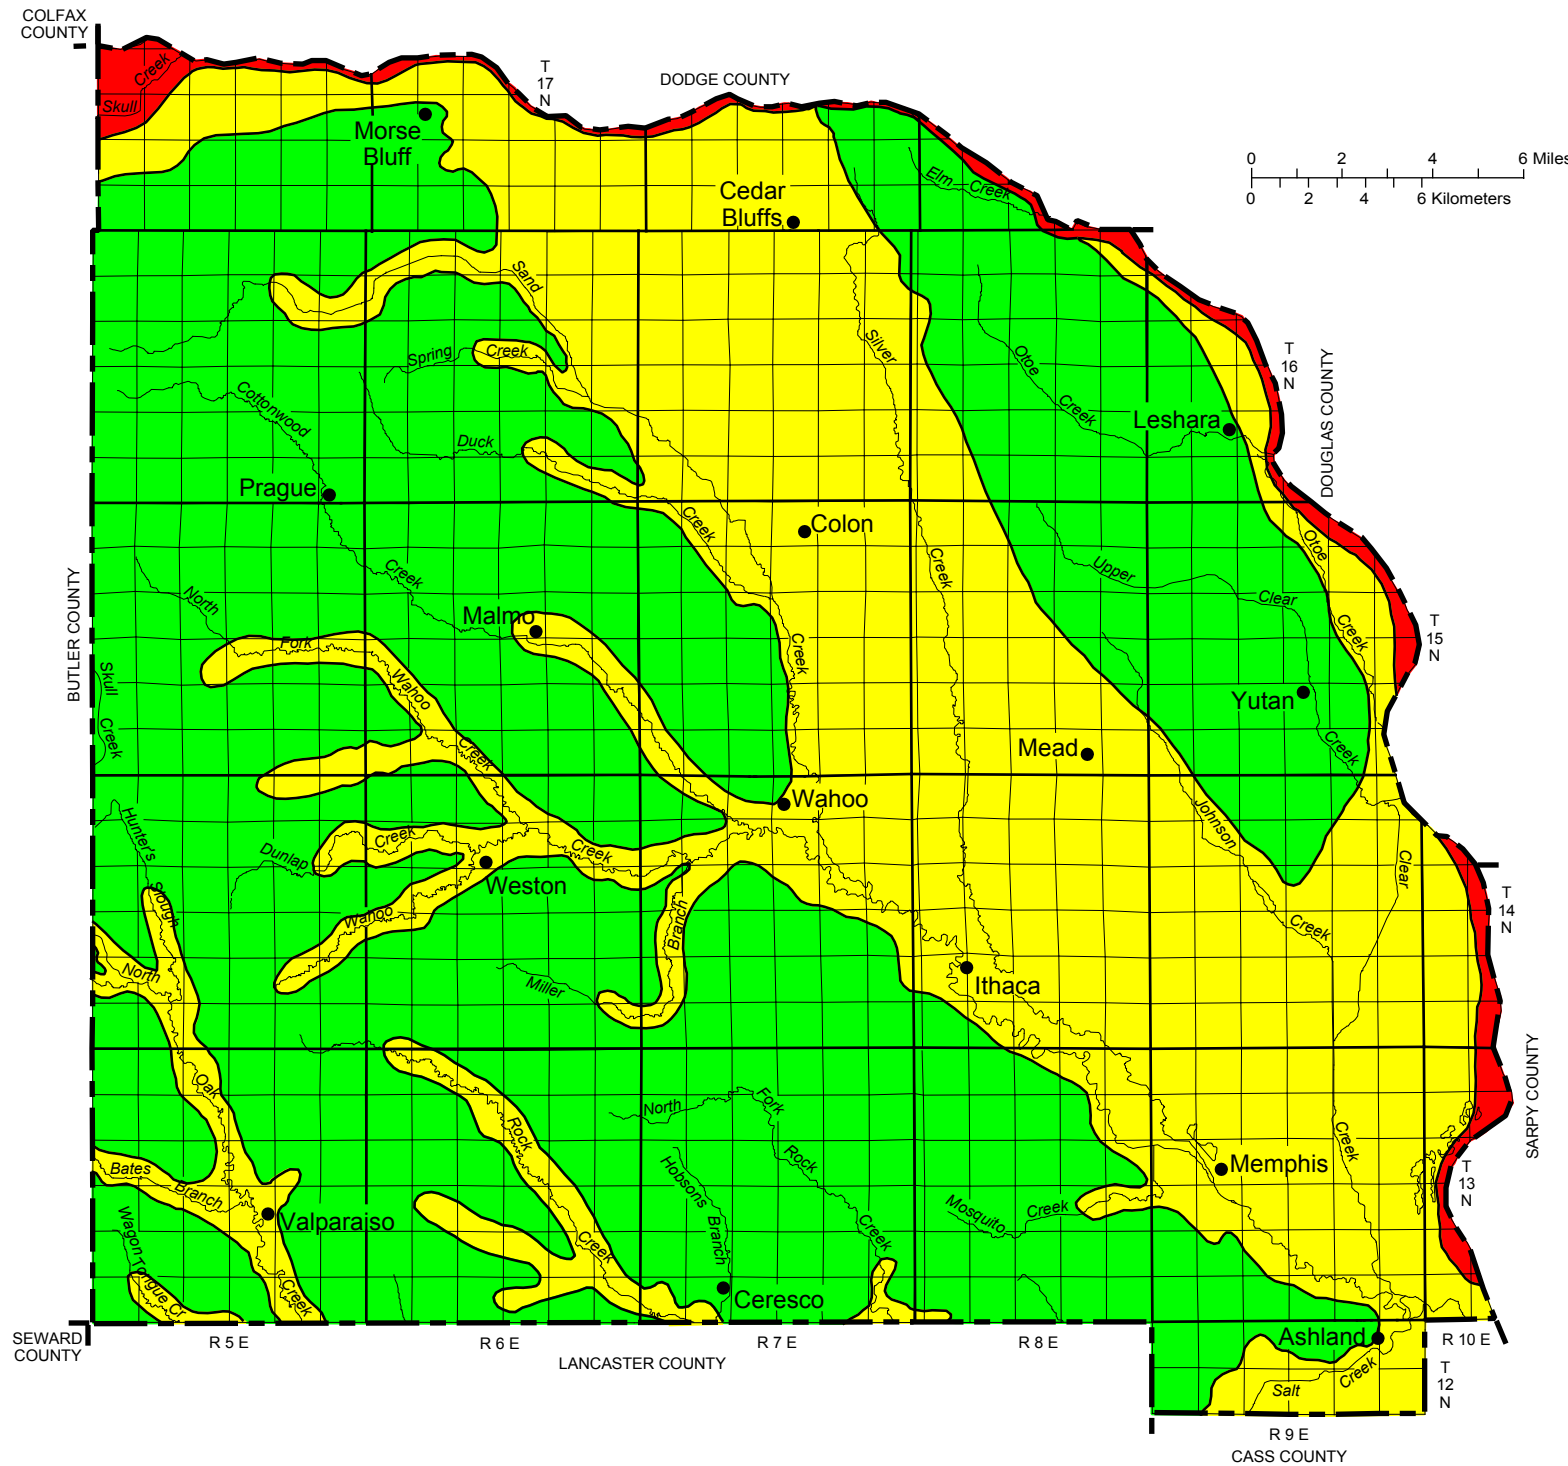 COLFAX
COUNTY
T
17
N
DODGE COUNTY
0 2 4 6 Miles
0 2 4 6 Kilometers
Skull
Creek
Morse
Bluff
Cedar
Bluffs
Elm Creek
Sand
Silver
Spring
Creek
Otoe
Creek
T
16
N
DOUGLAS COUNTY
Cottonwood
Duck
Leshara
Prague
Creek
Colon
Creek
Otoe
Creek
Upper
Clear
Creek
North
Malmo
Creek
Creek
T
15
N
BUTLER COUNTY
Fork
Wahoo
Creek
Skull
Creek
Yutan
Mead
Wahoo
Johnson
Creek
Hunter's
Slough
Dunlap
Creek
Creek
Weston
Clear
Creek
Wahoo
Branch
T
14
N
North
Miller
Ithaca
Oak
Creek
Rock
Creek
North
Fork
Rock
Creek
SARPY COUNTY
Hobsons
Branch
Memphis
T
13
N
Bates
Branch
Mosquito
Creek
Valparaiso
Wagon Tongue Cr.
Ceresco
Ashland
SEWARD
COUNTY
R 5 E
R 6 E
R 7 E
R 8 E
R 10 E
LANCASTER COUNTY
Salt
Creek
T
12
N
R 9 E
CASS COUNTY